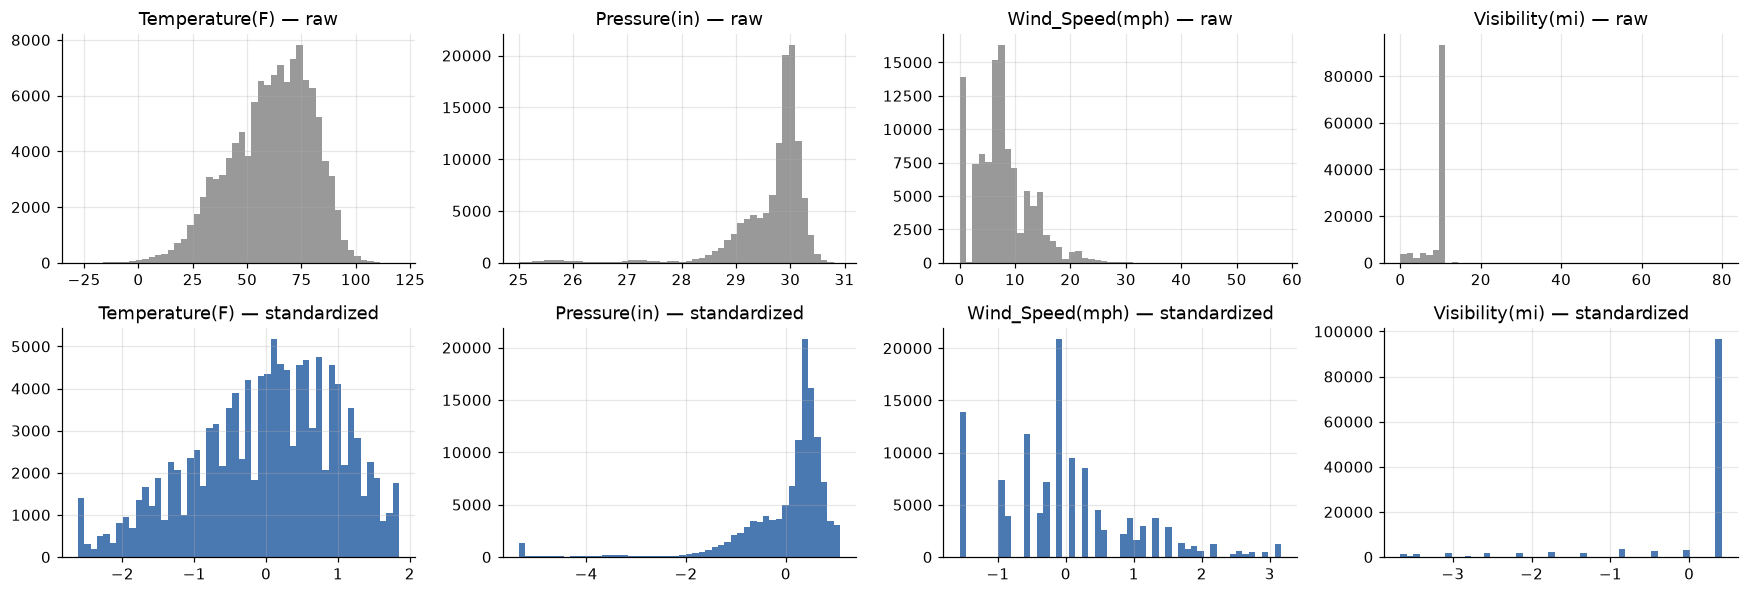 Temperature(F) — raw
Pressure(in) — raw
Wind_Speed(mph) — raw
Visibility(mi) — raw
8000
6000
4000
2000
0
−25 0 25 50 75 100 125
20000
15000
10000
5000
0
25 26 27 28 29 30 31
15000
12500
10000
7500
5000
2500
0
0 10 20 30 40 50 60
80000
60000
40000
20000
0
0 20 40 60 80
Temperature(F) — standardized
Pressure(in) — standardized
Wind_Speed(mph) — standardized
Visibility(mi) — standardized
5000
4000
3000
2000
1000
0
−2 −1 0 1 2
20000
15000
10000
5000
0
−4 −2 0
20000
15000
10000
5000
0
−1 0 1 2 3
100000
80000
60000
40000
20000
0
−3 −2 −1 0